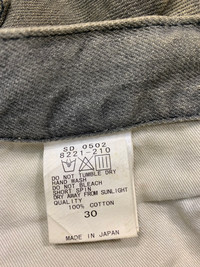 SD 0502
8221-210
DO NOT TUMBLE DRY
HAND WASH
DO NOT BLEACH
SHORT SPIN
DRY AWAY FROM SUNLIGHT
QUALITY
100% COTTON
30
MADE IN JAPAN